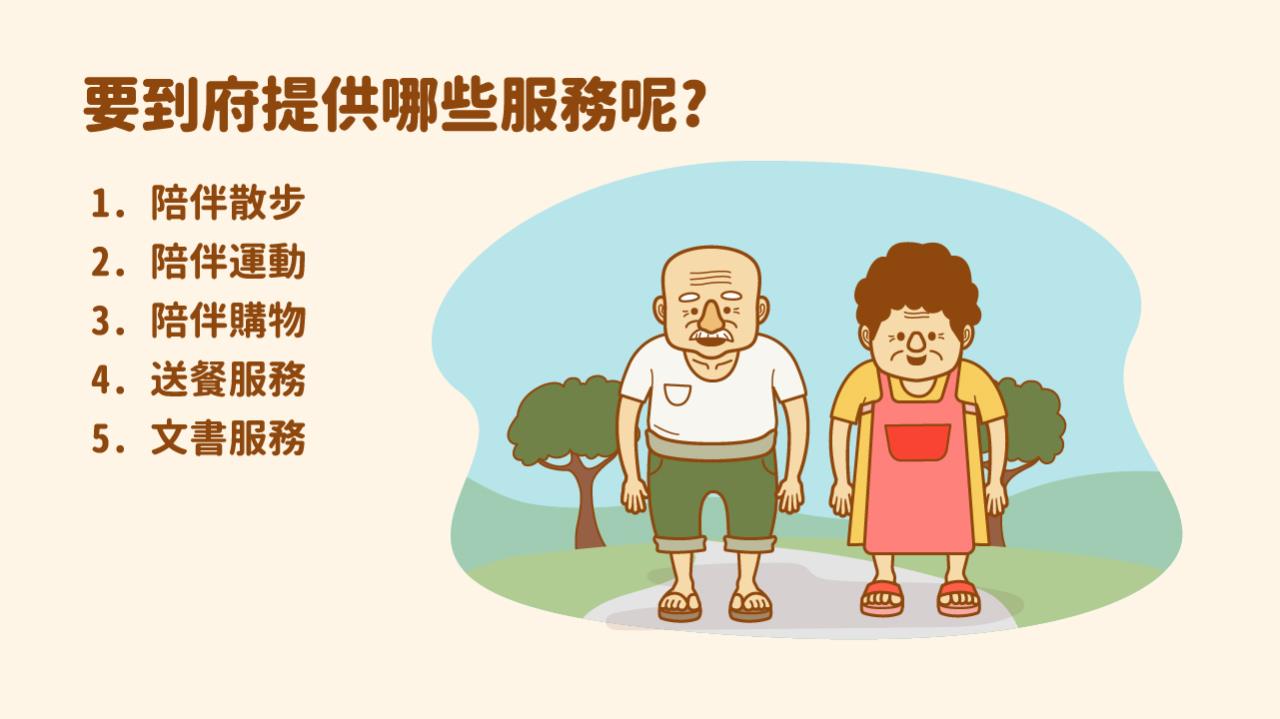 要到府提供哪些服務呢?
1. 陪伴散步
2. 陪伴運動
3. 陪伴購物
4. 送餐服務
5. 文書服務